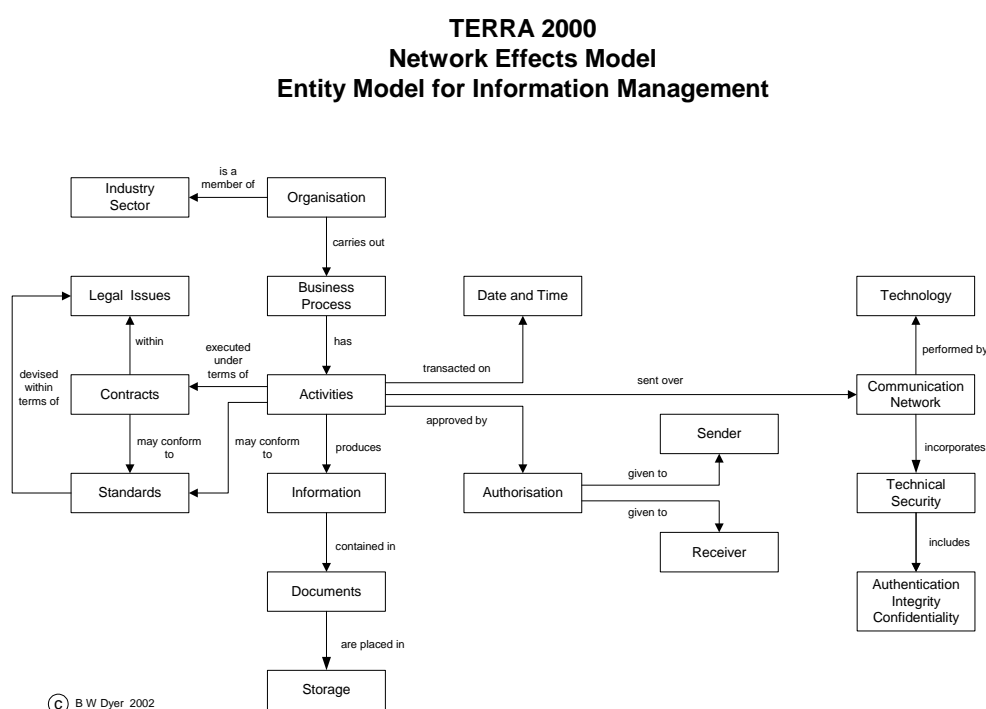 TERRA 2000
Network Effects Model
Entity Model for Information Management
is a
member of
Industry
Sector
Organisation
carries out
Legal Issues
Business
Process
Date and Time
Technology
within
executed
under
terms of
has
performed by
devised
within
terms of
transacted on
sent over
Contracts
Activities
Communication
Network
approved by
Sender
may conform
to
may conform
to
produces
incorporates
given to
Standards
Information
Authorisation
Technical
Security
given to
contained in
Receiver
includes
Documents
Authentication
Integrity
Confidentiality
are placed in
Storage
© B W Dyer 2002